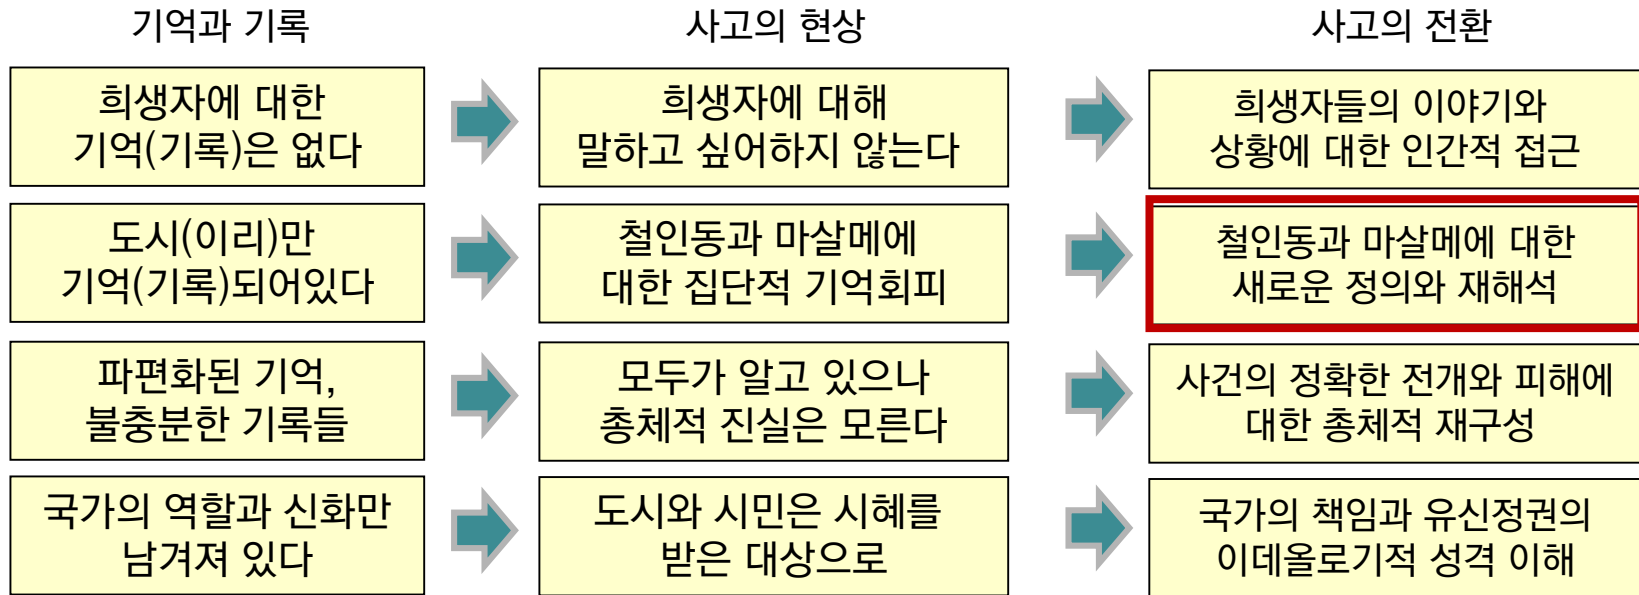 기억과 기록
사고의 현상
사고의 전환
희생자에 대한
기억(기록)은 없다
희생자에 대해
말하고 싶어하지 않는다
희생자들의 이야기와
상황에 대한 인간적 접근
도시(이리)만
기억(기록)되어있다
철인동과 마살메에
대한 집단적 기억회피
철인동과 마살메에 대한
새로운 정의와 재해석
파편화된 기억,
불충분한 기록들
모두가 알고 있으나
총체적 진실은 모른다
사건의 정확한 전개와 피해에
대한 총체적 재구성
국가의 역할과 신화만
남겨져 있다
도시와 시민은 시혜를
받은 대상으로
국가의 책임과 유신정권의
이데올로기적 성격 이해